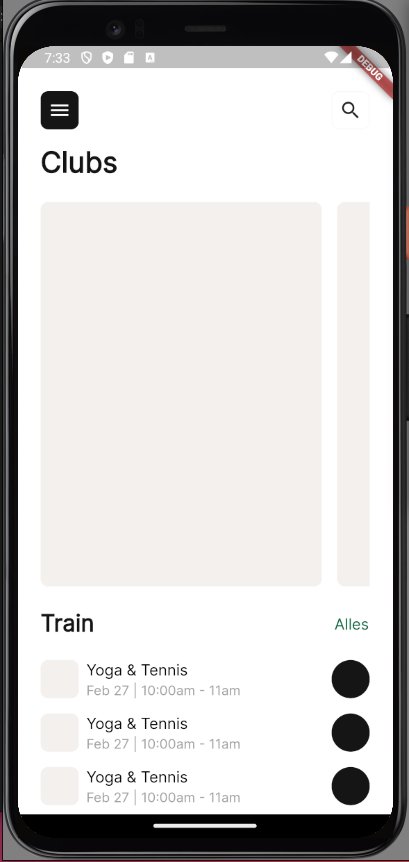 7:33
DEBUG
Clubs
Train
Alles
Yoga & Tennis
Feb 27 | 10:00am - 11am
Yoga & Tennis
Feb 27 | 10:00am - 11am
Yoga & Tennis
Feb 27 | 10:00am - 11am